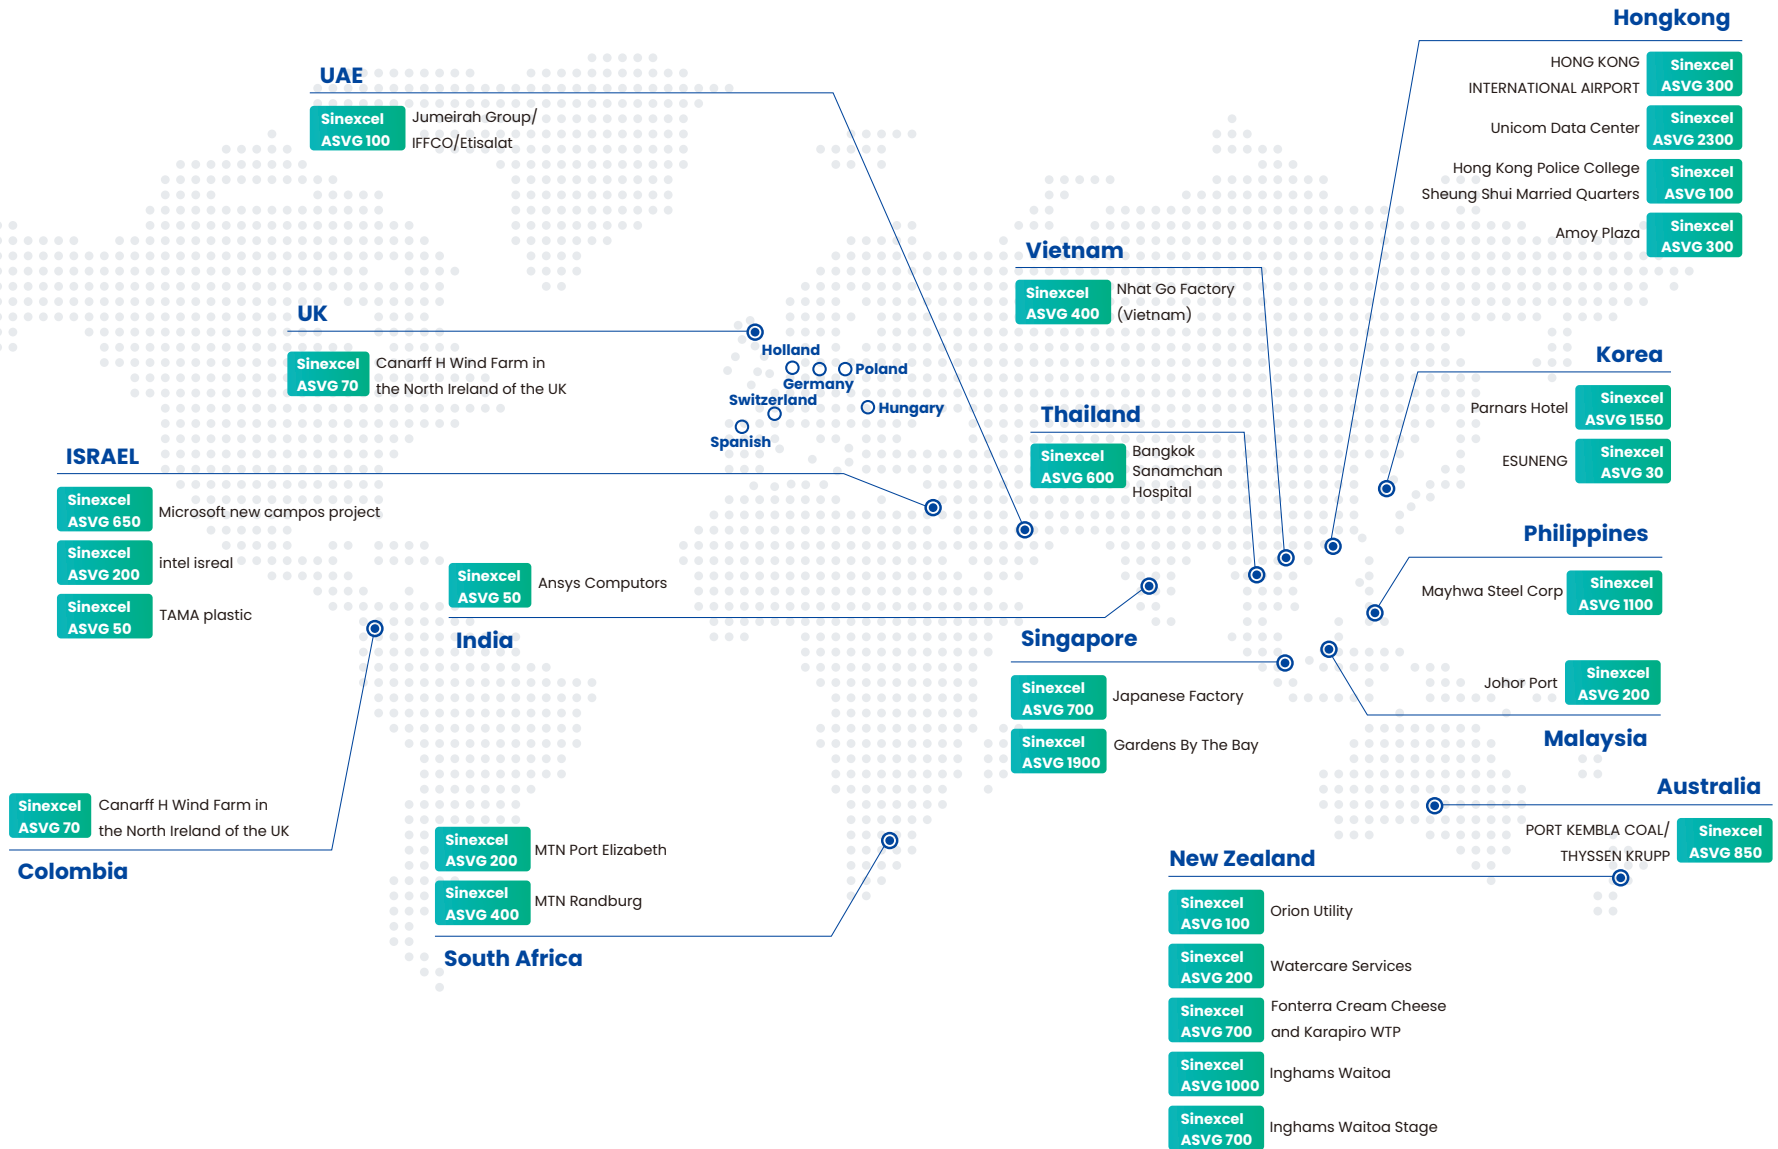 Hongkong
HONG KONG
INTERNATIONAL AIRPORT
Sinexcel
ASVG 300
Unicom Data Center
Sinexcel
ASVG 2300
Hong Kong Police College
Sheung Shui Married Quarters
Sinexcel
ASVG 100
Amoy Plaza
Sinexcel
ASVG 300
UAE
Sinexcel
ASVG 100
Jumeirah Group/
IFFCO/Etisalat
Vietnam
Sinexcel
ASVG 400
Nhat Go Factory
(Vietnam)
UK
Sinexcel
ASVG 70
Canarff H Wind Farm in
the North Ireland of the UK
Holland
Poland
Germany
Switzerland
Hungary
Spanish
Korea
Parnars Hotel
Sinexcel
ASVG 1550
ESUNENG
Sinexcel
ASVG 30
Thailand
Sinexcel
ASVG 600
Bangkok
Sanamchan
Hospital
ISRAEL
Sinexcel
ASVG 650
Microsoft new campos project
Sinexcel
ASVG 200
intel isreal
Sinexcel
ASVG 50
TAMA plastic
Philippines
Mayhwa Steel Corp
Sinexcel
ASVG 1100
Sinexcel
ASVG 50
Ansys Computors
India
Singapore
Sinexcel
ASVG 700
Japanese Factory
Sinexcel
ASVG 1900
Gardens By The Bay
Johor Port
Sinexcel
ASVG 200
Malaysia
Australia
PORT KEMBLA COAL/
THYSSEN KRUPP
Sinexcel
ASVG 850
Sinexcel
ASVG 70
Canarff H Wind Farm in
the North Ireland of the UK
Colombia
Sinexcel
ASVG 200
MTN Port Elizabeth
Sinexcel
ASVG 400
MTN Randburg
South Africa
New Zealand
Sinexcel
ASVG 100
Orion Utility
Sinexcel
ASVG 200
Watercare Services
Sinexcel
ASVG 700
Fonterra Cream Cheese
and Karapiro WTP
Sinexcel
ASVG 1000
Inghams Waitoa
Sinexcel
ASVG 700
Inghams Waitoa Stage